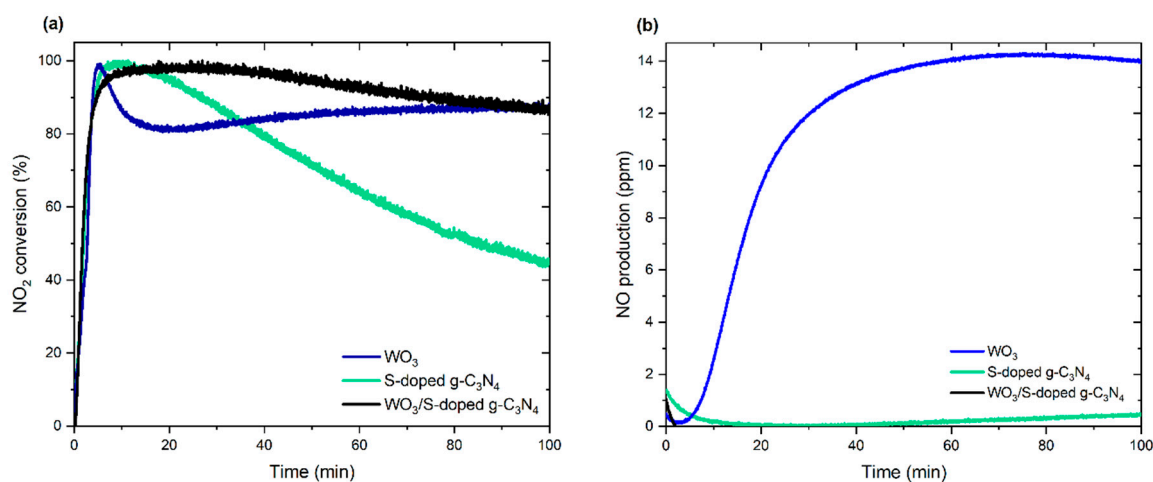 (a)
NO₂ conversion (%)
120
100
80
60
40
20
0
WO₃
S-doped g-C₃N₄
WO₃/S-doped g-C₃N₄
0 20 40 60 80 100
Time (min)
(b)
NO production (ppm)
14
12
10
8
6
4
2
0
WO₃
S-doped g-C₃N₄
WO₃/S-doped g-C₃N₄
0 20 40 60 80 100
Time (min)